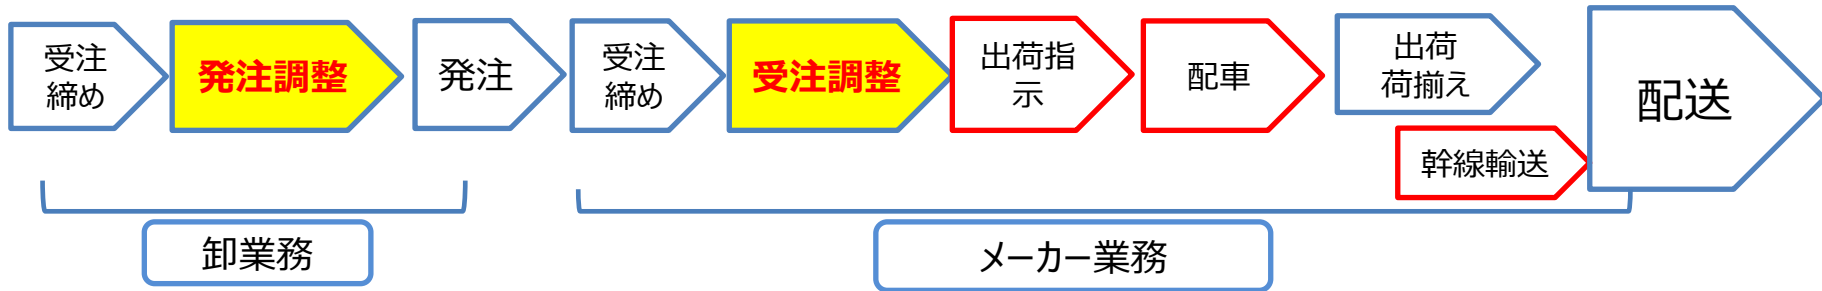 受注
締め
発注調整
発注
受注
締め
受注調整
出荷指
示
配車
出荷
荷揃え
幹線輸送
配送
卸業務
メーカー業務